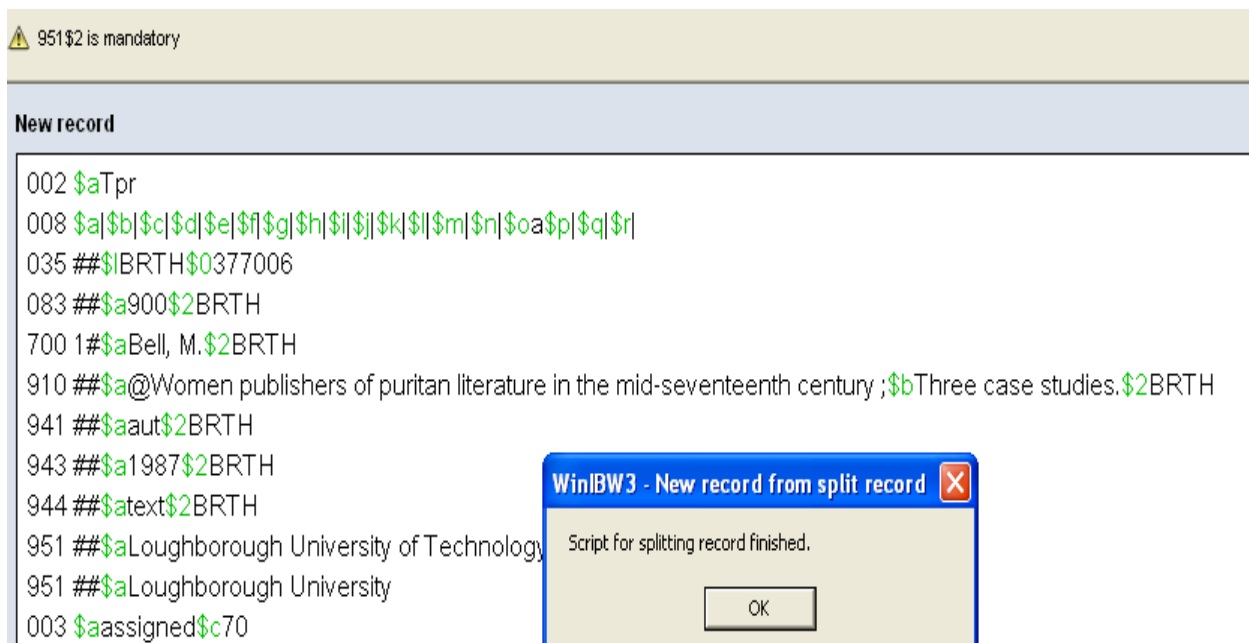 951$2 is mandatory
New record
002 $aTpr
008 $a|$b|$c|$d|$e|$f|$g|$h|$i|$j|$k|$l|$m|$n|$oa$p|$q|$r|
035 ##$lBRTH$0377006
083 ##$a900$2BRTH
700 1#$aBell, M.$2BRTH
910 ##$a@Women publishers of puritan literature in the mid-seventeenth century ;$bThree case studies.$2BRTH
941 ##$aaut$2BRTH
943 ##$a1987$2BRTH
944 ##$atext$2BRTH
951 ##$aLoughborough University of Technology
951 ##$aLoughborough University
003 $aassigned$c70
WinIBW3 - New record from split record
Script for splitting record finished.
OK